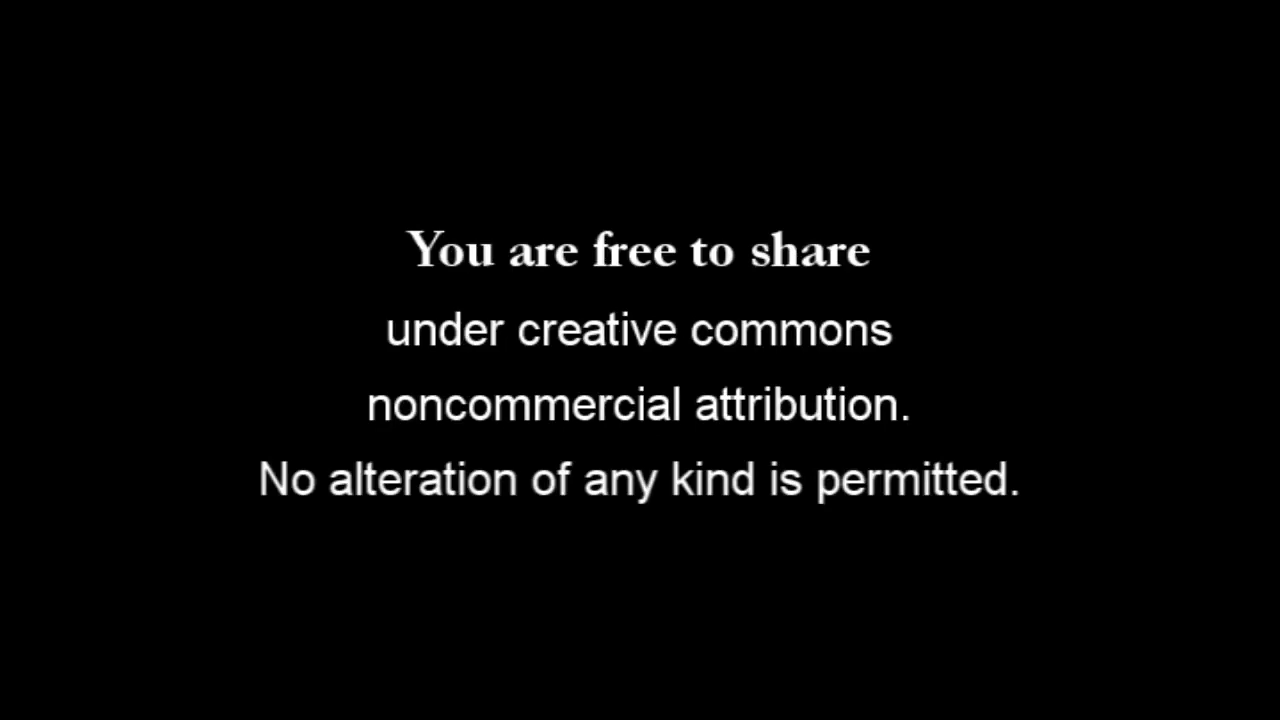 You are free to share
under creative commons
noncommercial attribution.
No alteration of any kind is permitted.